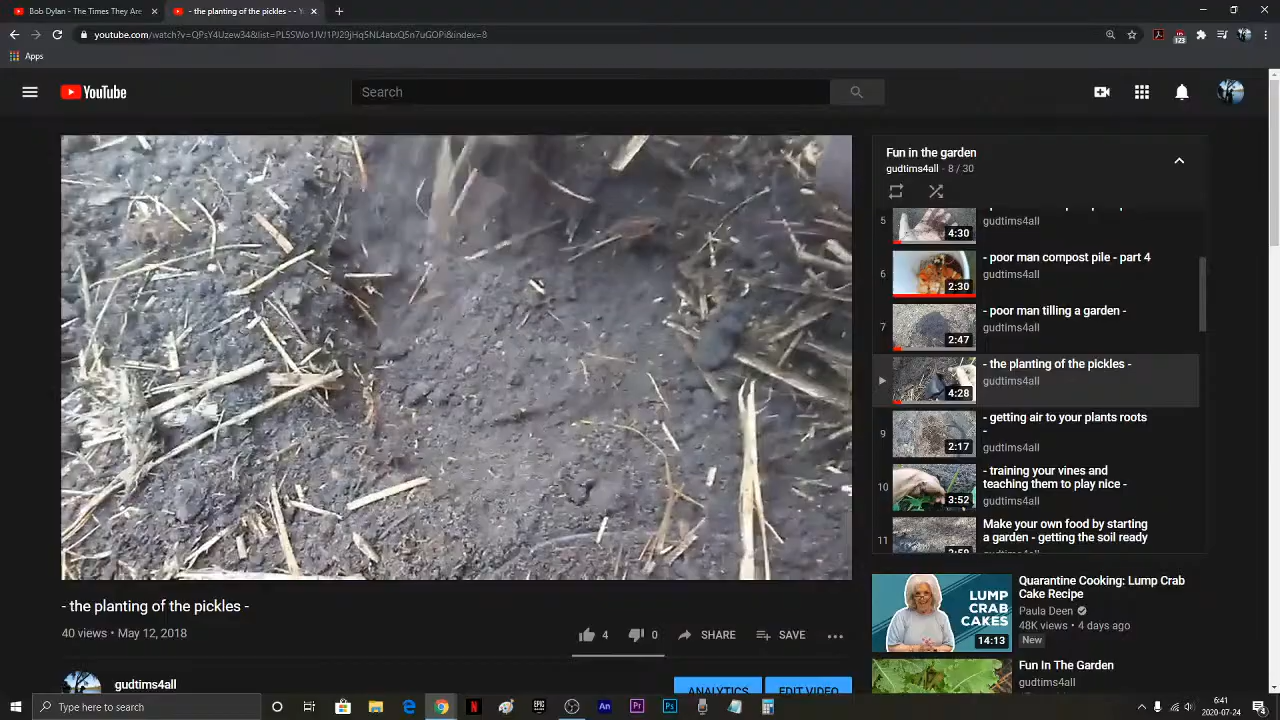 Bob Dylan - The Times They Are
- the planting of the pickles - - Yo
youtube.com/watch?v=QPsY4Uzew34&list=PL5SWo1JVJ1PJ29jHq5NL4atxQ5n7uGOPi&index=8
123
Apps
YouTube
Search
Fun in the garden
gudtims4all - 8 / 30
5
4:30
gudtims4all
6
2:30
- poor man compost pile - part 4
gudtims4all
7
2:47
- poor man tilling a garden -
gudtims4all
4:28
- the planting of the pickles -
gudtims4all
9
2:17
- getting air to your plants roots
-
gudtims4all
10
3:52
- training your vines and
teaching them to play nice -
gudtims4all
11
Make your own food by starting
a garden - getting the soil ready
LUMP
CRAB
CAKES
14:13
Quarantine Cooking: Lump Crab
Cake Recipe
Paula Deen
48K views • 4 days ago
New
Fun In The Garden
gudtims4all
- the planting of the pickles -
40 views • May 12, 2018
4
0
SHARE
SAVE
gudtims4all
ANALYTICS
EDIT VIDEO
Type here to search
N
EPIC
GAMES
An
Pr
Ps
6:41
2020-07-24